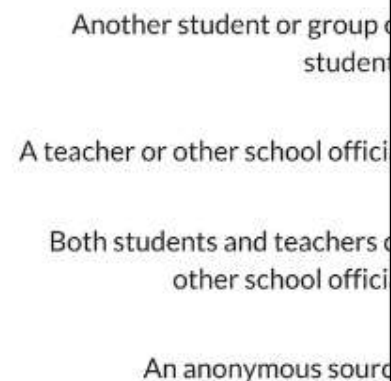 Another student or group
student
A teacher or other school offici
Both students and teachers
other school offici
An anonymous sourc